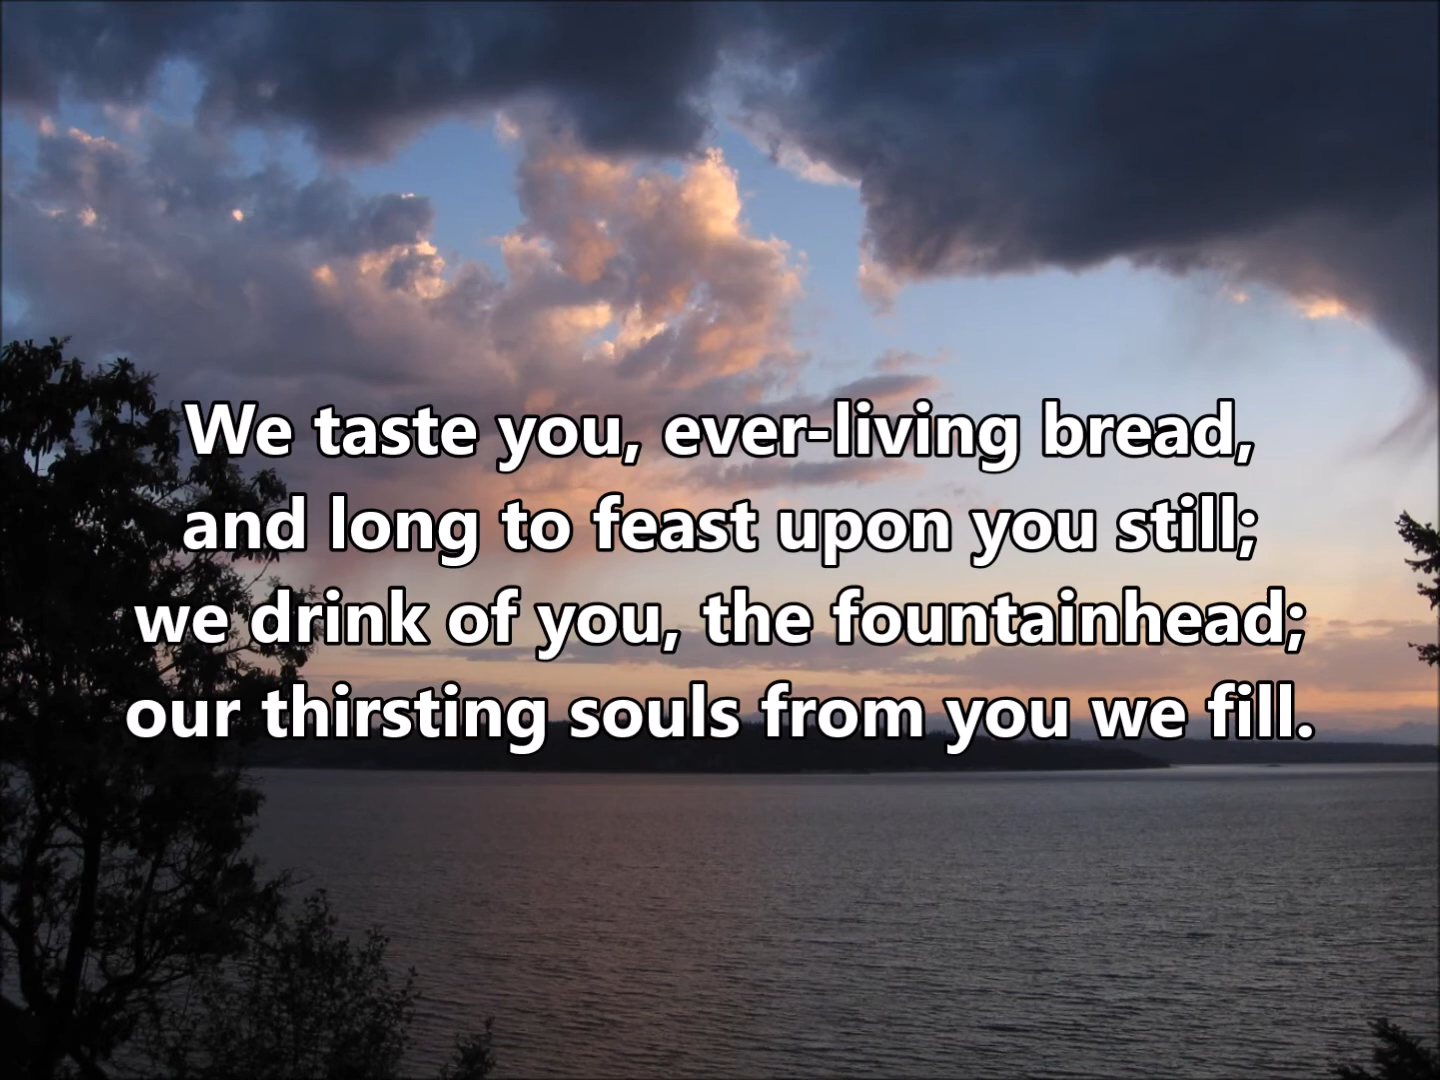 We taste you, ever-living bread,
and long to feast upon you still;
we drink of you, the fountainhead;
our thirsting souls from you we fill.